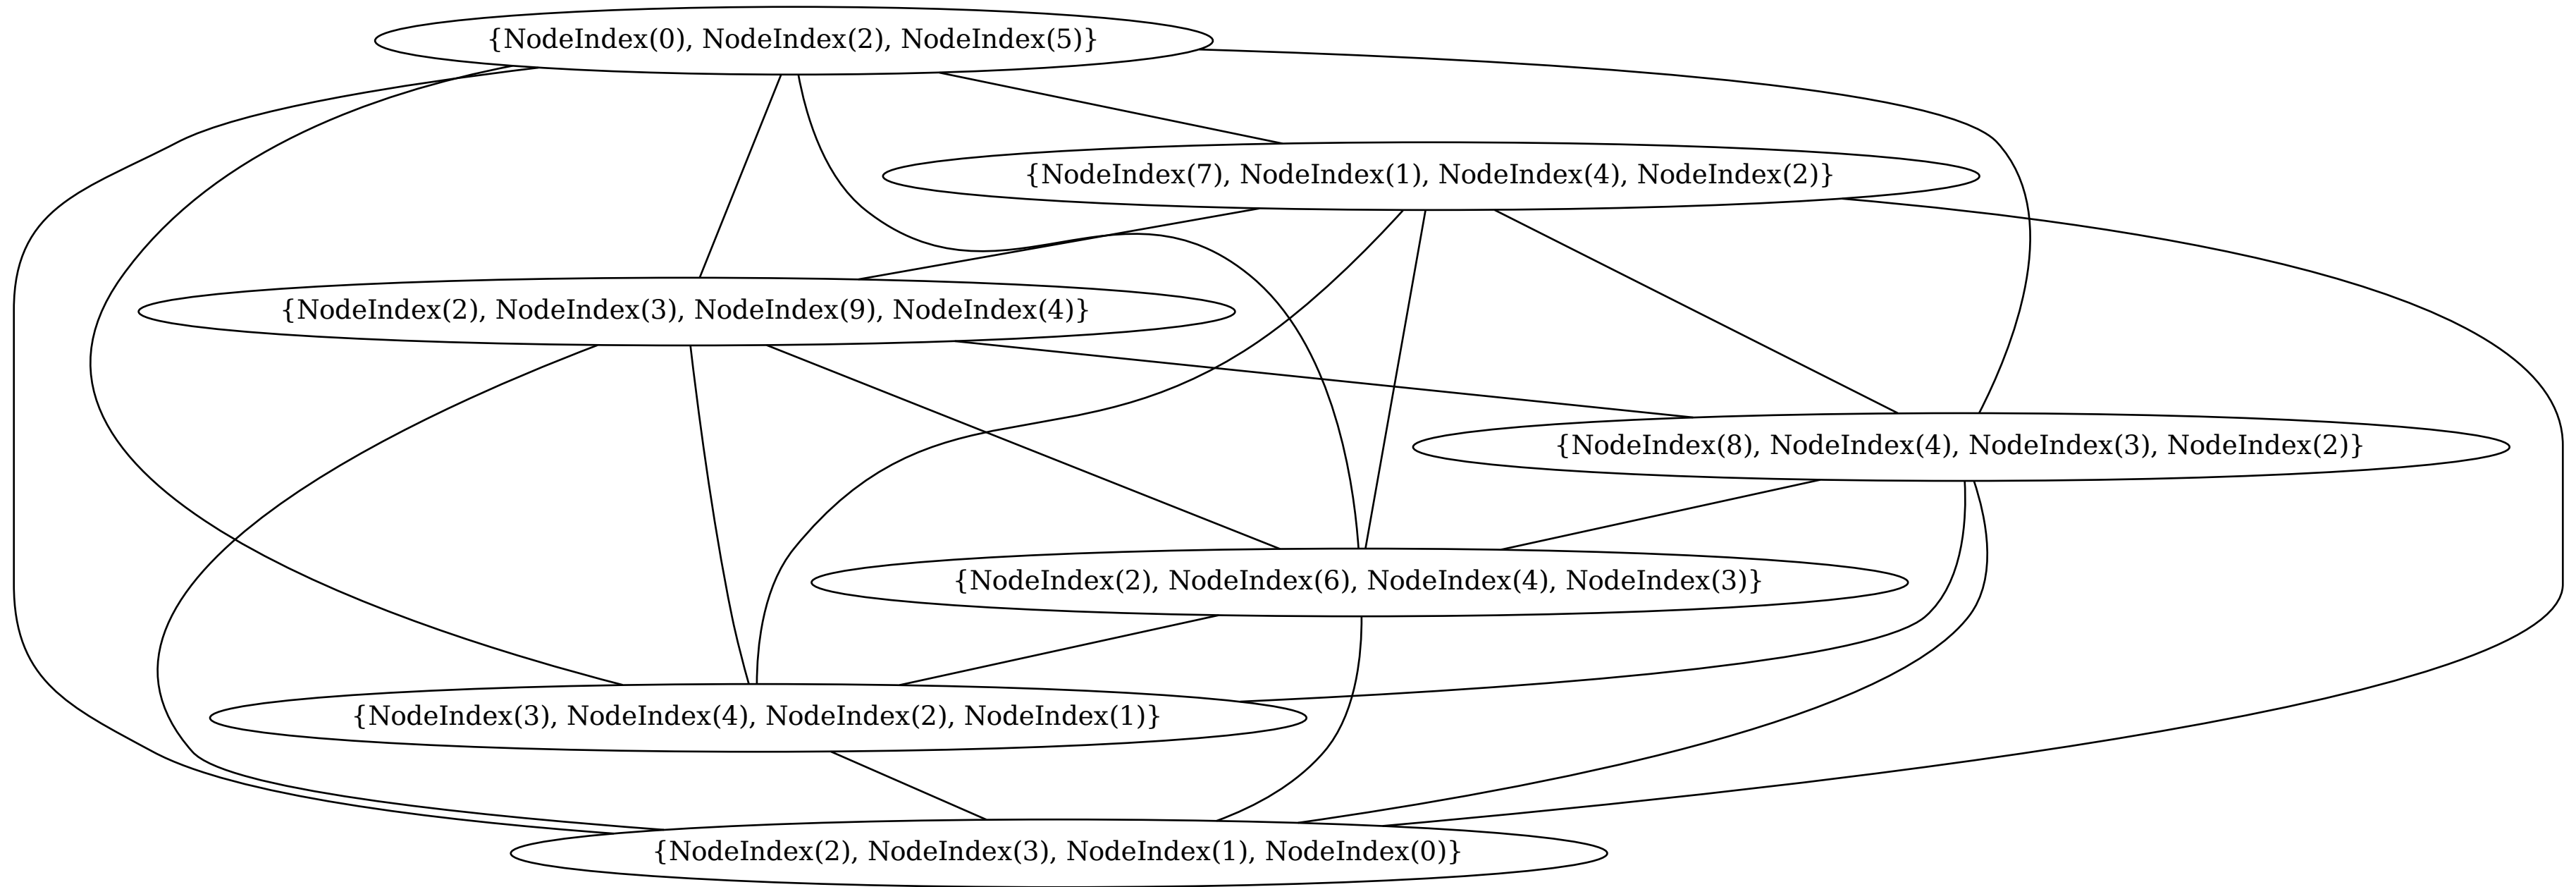 {NodeIndex(0), NodeIndex(2), NodeIndex(5)}
{NodeIndex(7), NodeIndex(1), NodeIndex(4), NodeIndex(2)}
{NodeIndex(2), NodeIndex(3), NodeIndex(9), NodeIndex(4)}
{NodeIndex(8), NodeIndex(4), NodeIndex(3), NodeIndex(2)}
{NodeIndex(2), NodeIndex(6), NodeIndex(4), NodeIndex(3)}
{NodeIndex(3), NodeIndex(4), NodeIndex(2), NodeIndex(1)}
{NodeIndex(2), NodeIndex(3), NodeIndex(1), NodeIndex(0)}